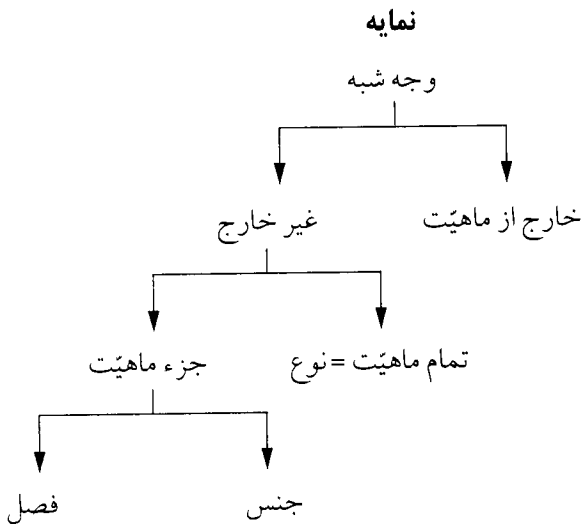 نمایه
وجه شبه
خارج از ماهیّت
غیر خارج
تمام ماهیّت = نوع
جزء ماهیّت
جنس
فصل